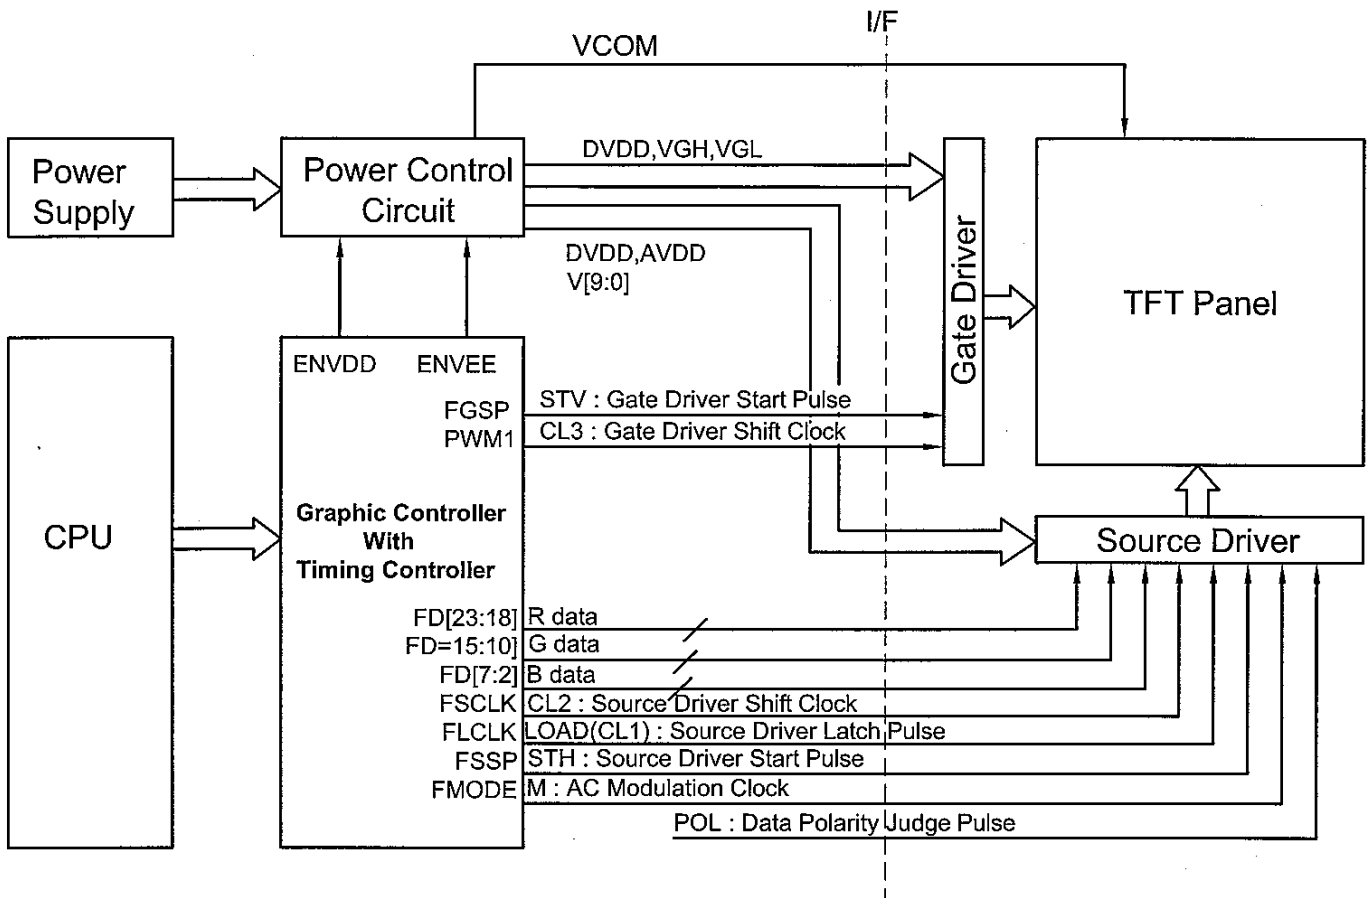 I/F
VCOM
Power
Supply
Power Control
Circuit
DVDD,VGH,VGL
DVDD,AVDD
V[9:0]
Gate Driver
TFT Panel
CPU
ENVDD
ENVEE
FGSP
STV : Gate Driver Start Pulse
PWM1
CL3 : Gate Driver Shift Clock
Graphic Controller
With
Timing Controller
Source Driver
FD[23:18]
R data
FD=15:10]
G data
FD[7:2]
B data
FSCLK
CL2 : Source Driver Shift Clock
FLCLK
LOAD(CL1) : Source Driver Latch Pulse
FSSP
STH : Source Driver Start Pulse
FMODE
M : AC Modulation Clock
POL : Data Polarity Judge Pulse